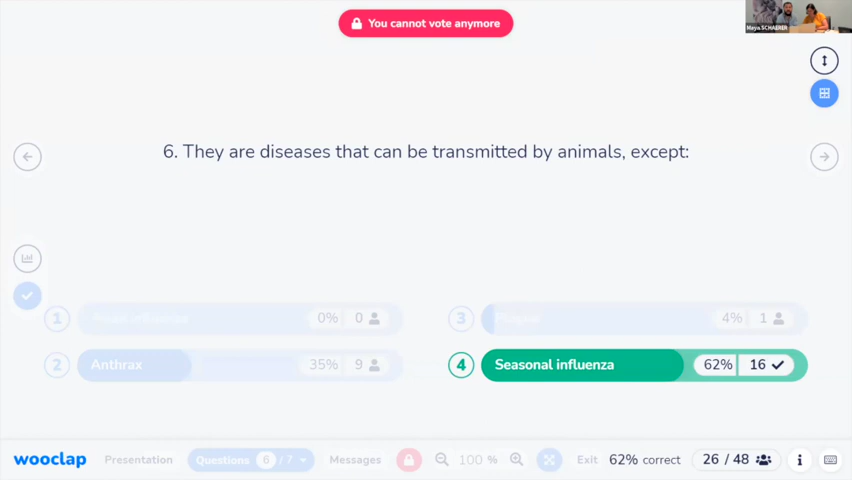 You cannot vote anymore
Maya SCHAERER
6. They are diseases that can be transmitted by animals, except:
1
0% 0
3
4% 1
2 Anthrax 35% 9
4 Seasonal influenza 62% 16
wooclap Presentation Questions 6 / 7 Messages 100 % Exit 62% correct 26 / 48